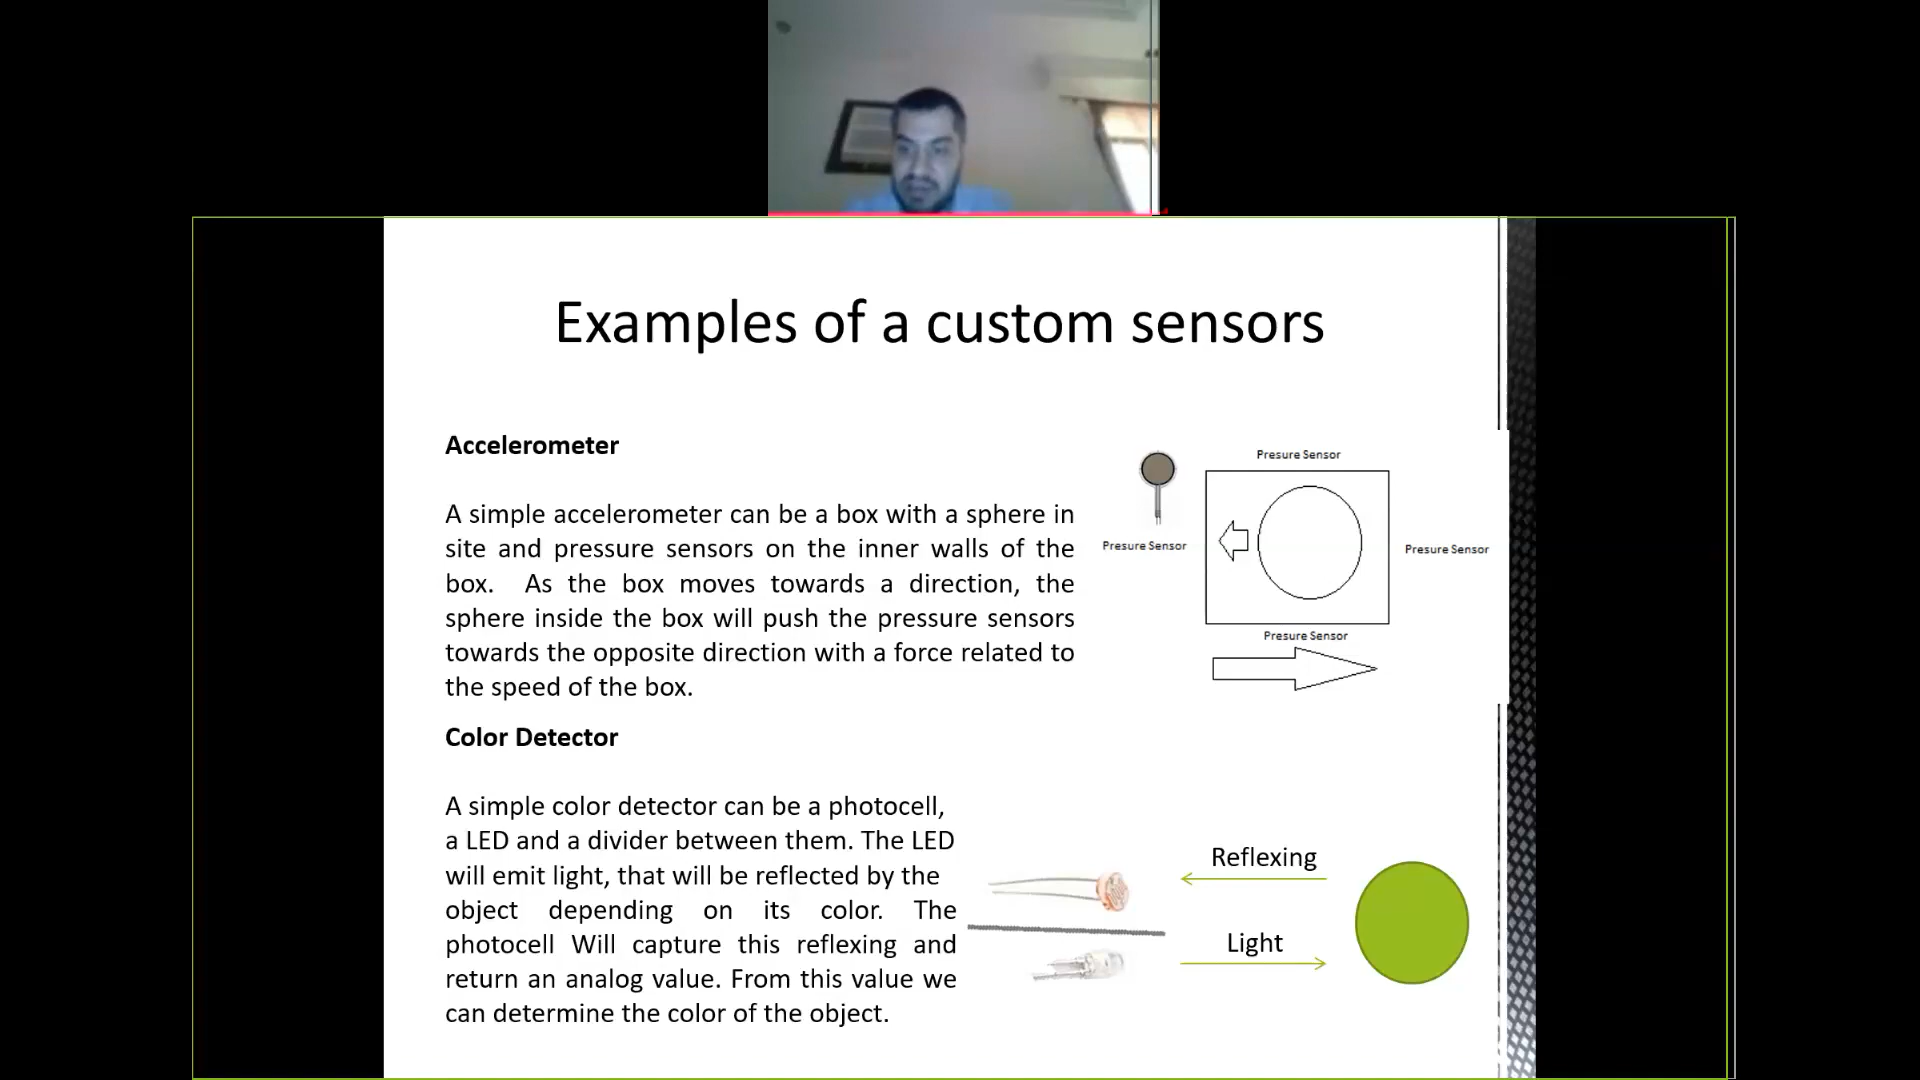 Examples of a custom sensors
Accelerometer
A simple accelerometer can be a box with a sphere in
site and pressure sensors on the inner walls of the
box. As the box moves towards a direction, the
sphere inside the box will push the pressure sensors
towards the opposite direction with a force related to
the speed of the box.
Presure Sensor
Presure Sensor
Presure Sensor
Presure Sensor
Color Detector
A simple color detector can be a photocell,
a LED and a divider between them. The LED
will emit light, that will be reflected by the
object depending on its color. The
photocell Will capture this reflexing and
return an analog value. From this value we
can determine the color of the object.
Reflexing
Light